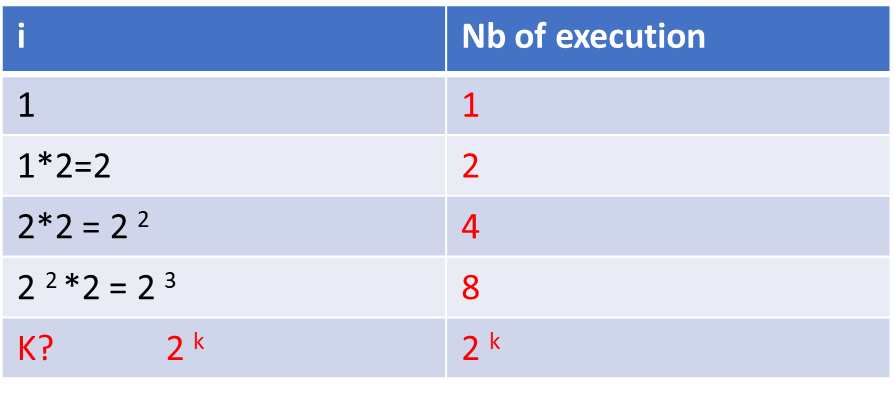 i Nb of execution
1 1
1*2=2 2
2*2 = 2 ² 4
2 ² *2 = 2 ³ 8
K? 2 ᵏ 2 ᵏ